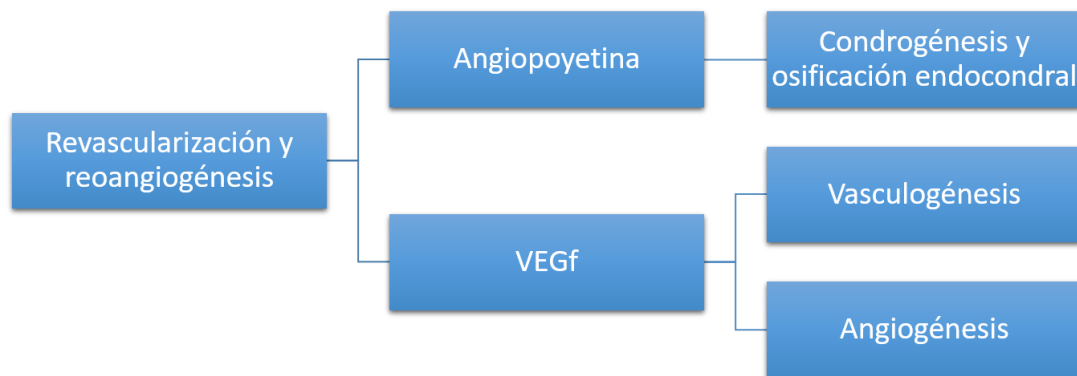 Revascularización y
reoangiogénesis
Angiopoyetina
Condrogénesis y
osificación endocondral
VEGf
Vasculogénesis
Angiogénesis